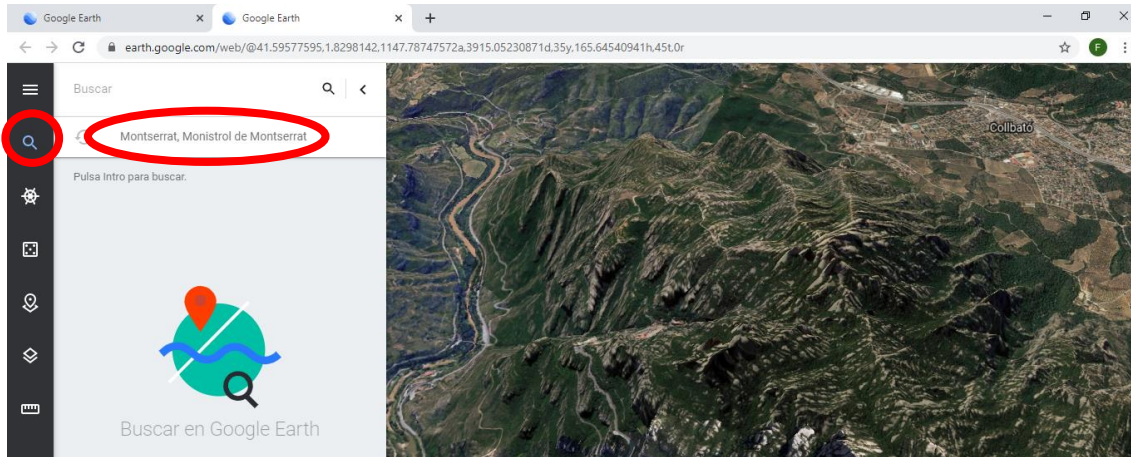 Google Earth
Google Earth
earth.google.com/web/@41.59577595,1.8298142,1147.78747572a,3915.05230871d,35y,165.64540941h,45t,0r
F
Buscar
Montserrat, Monistrol de Montserrat
Pulsa Intro para buscar.
Buscar en Google Earth
Collbató